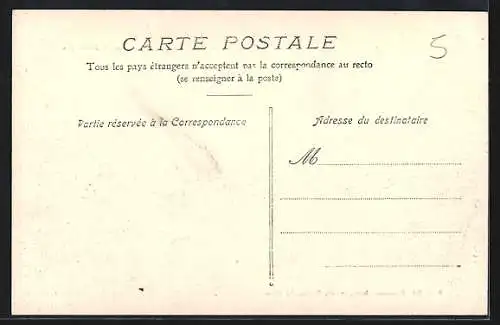 CARTE POSTALE
5
Tous les pays étrangers n'acceptent pas la correspondance au recto
(se renseigner à la poste)
Partie réservée à la Correspondance
Adresse du destinataire
M